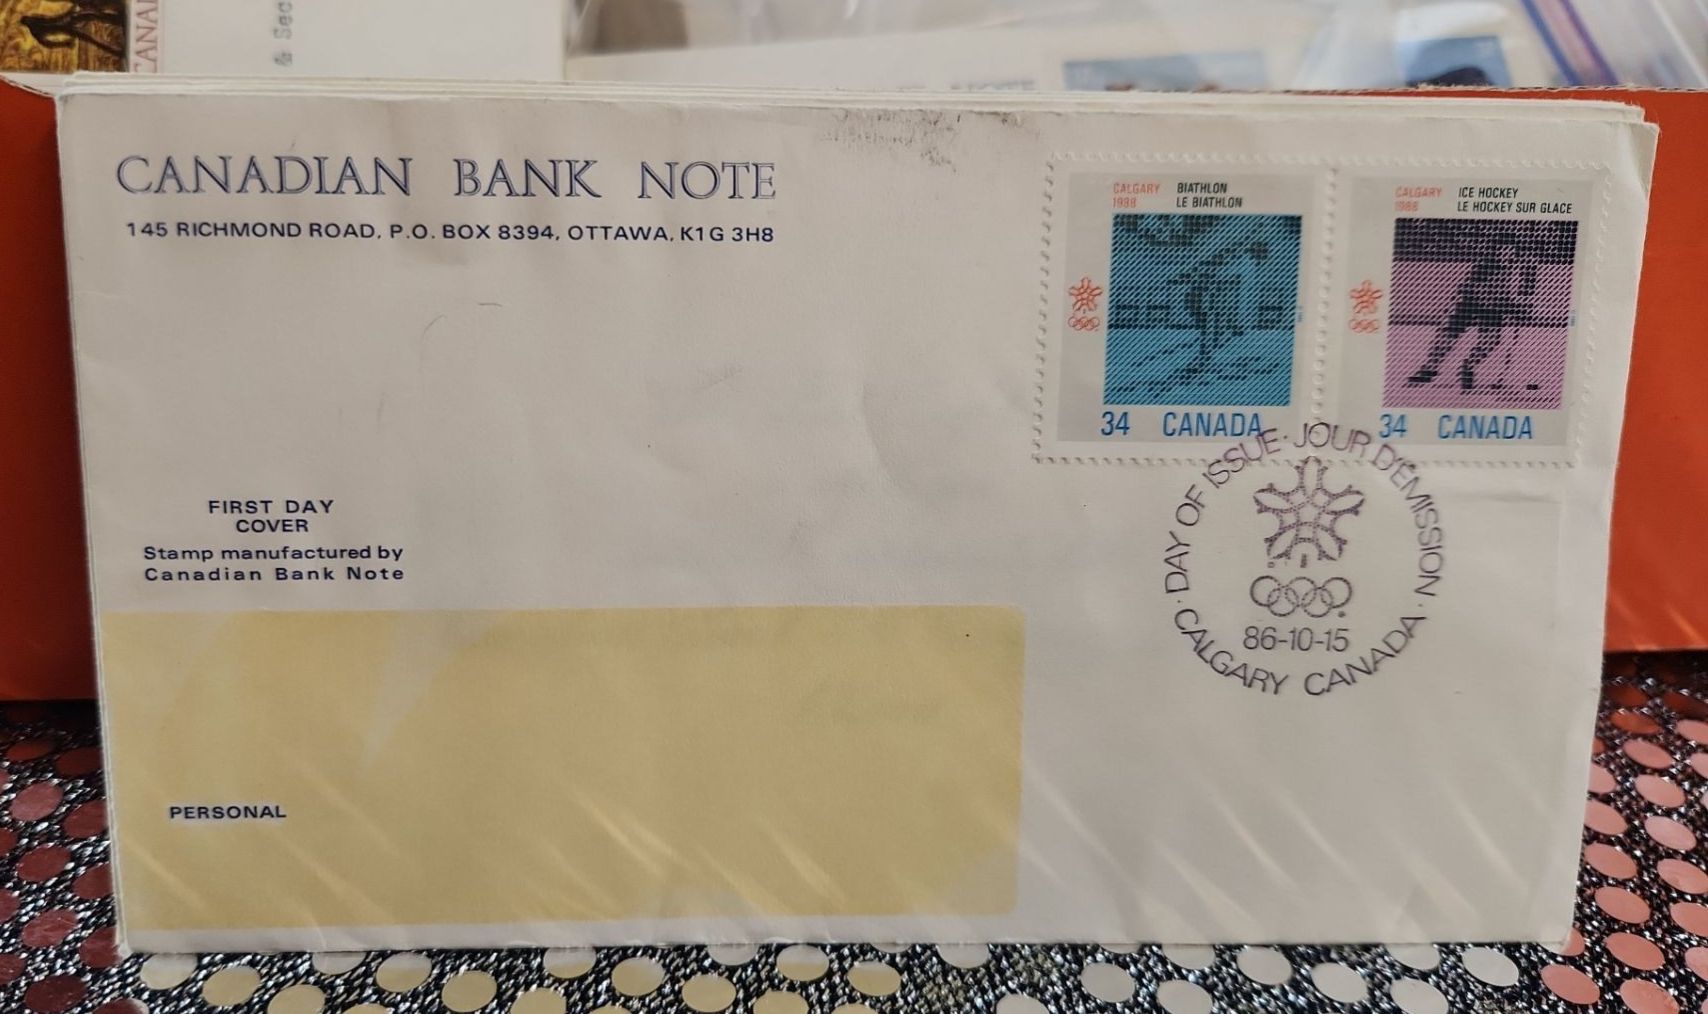 CANA
& Sec
CANADIAN BANK NOTE
145 RICHMOND ROAD, P.O. BOX 8394, OTTAWA, K1G 3H8
CALGARY BIATHLON
1988 LE BIATHLON
34 CANADA
CALGARY ICE HOCKEY
1988 LE HOCKEY SUR GLACE
34 CANADA
· DAY OF ISSUE · JOUR D'ÉMISSION ·
86-10-15
CALGARY CANADA
FIRST DAY
COVER
Stamp manufactured by
Canadian Bank Note
PERSONAL